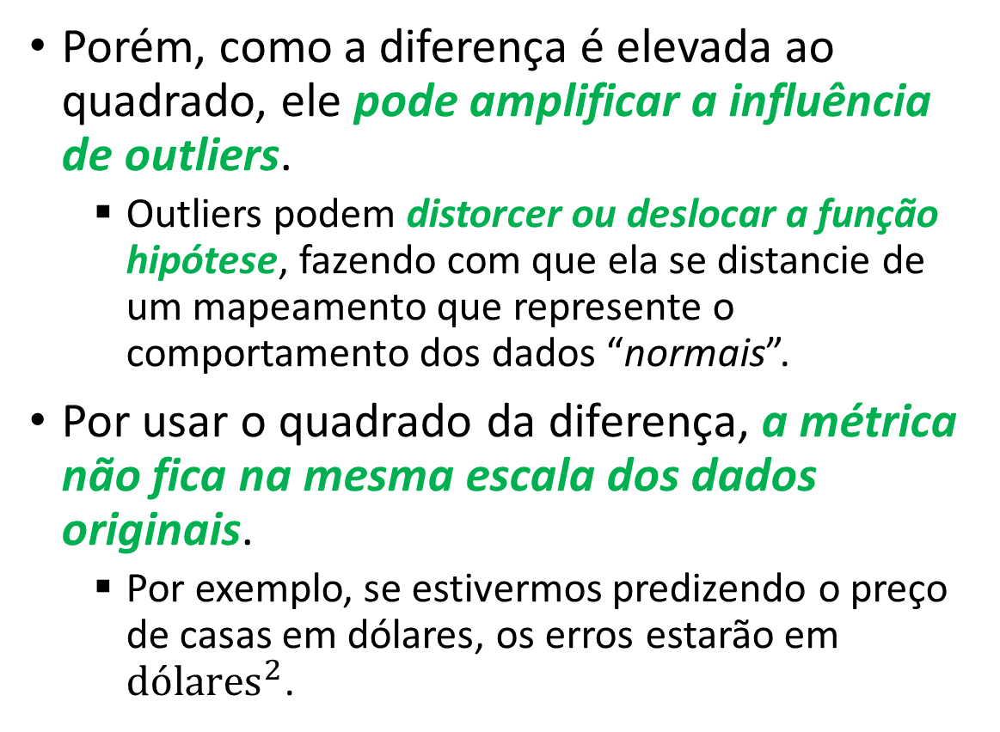 • Porém, como a diferença é elevada ao
quadrado, ele pode amplificar a influência
de outliers.
▪ Outliers podem distorcer ou deslocar a função
hipótese, fazendo com que ela se distancie de
um mapeamento que represente o
comportamento dos dados “normais”.
• Por usar o quadrado da diferença, a métrica
não fica na mesma escala dos dados
originais.
▪ Por exemplo, se estivermos predizendo o preço
de casas em dólares, os erros estarão em
dólares².